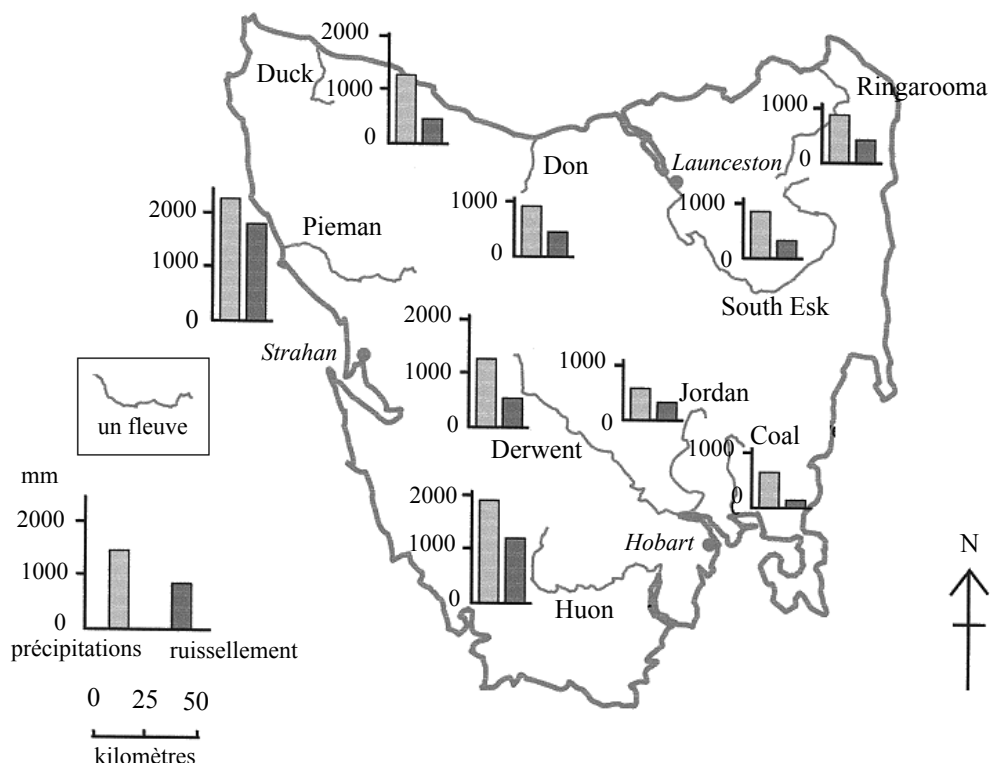 2000
1000
0
Duck
Ringarooma
1000
0
Don
1000
0
Launceston
1000
0
South Esk
2000
1000
0
Pieman
Strahan
2000
1000
0
Derwent
1000
0
Jordan
Coal
1000
0
2000
1000
0
Huon
Hobart
un fleuve
mm
2000
1000
0
précipitations ruissellement
0 25 50
kilomètres
N